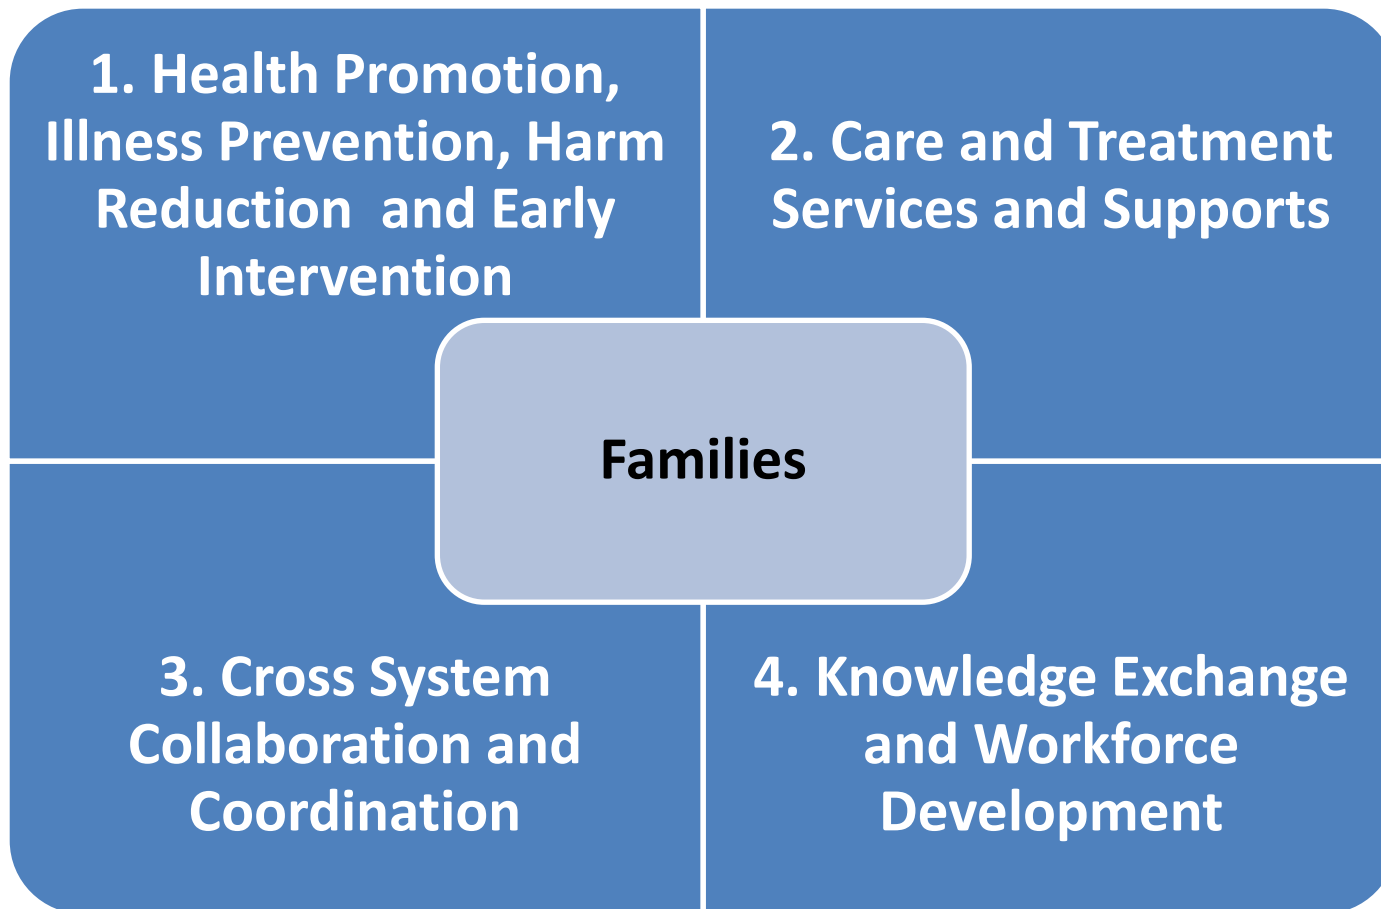 1. Health Promotion,
Illness Prevention, Harm
Reduction  and Early
Intervention
2. Care and Treatment
Services and Supports
Families
3. Cross System
Collaboration and
Coordination
4. Knowledge Exchange
and Workforce
Development